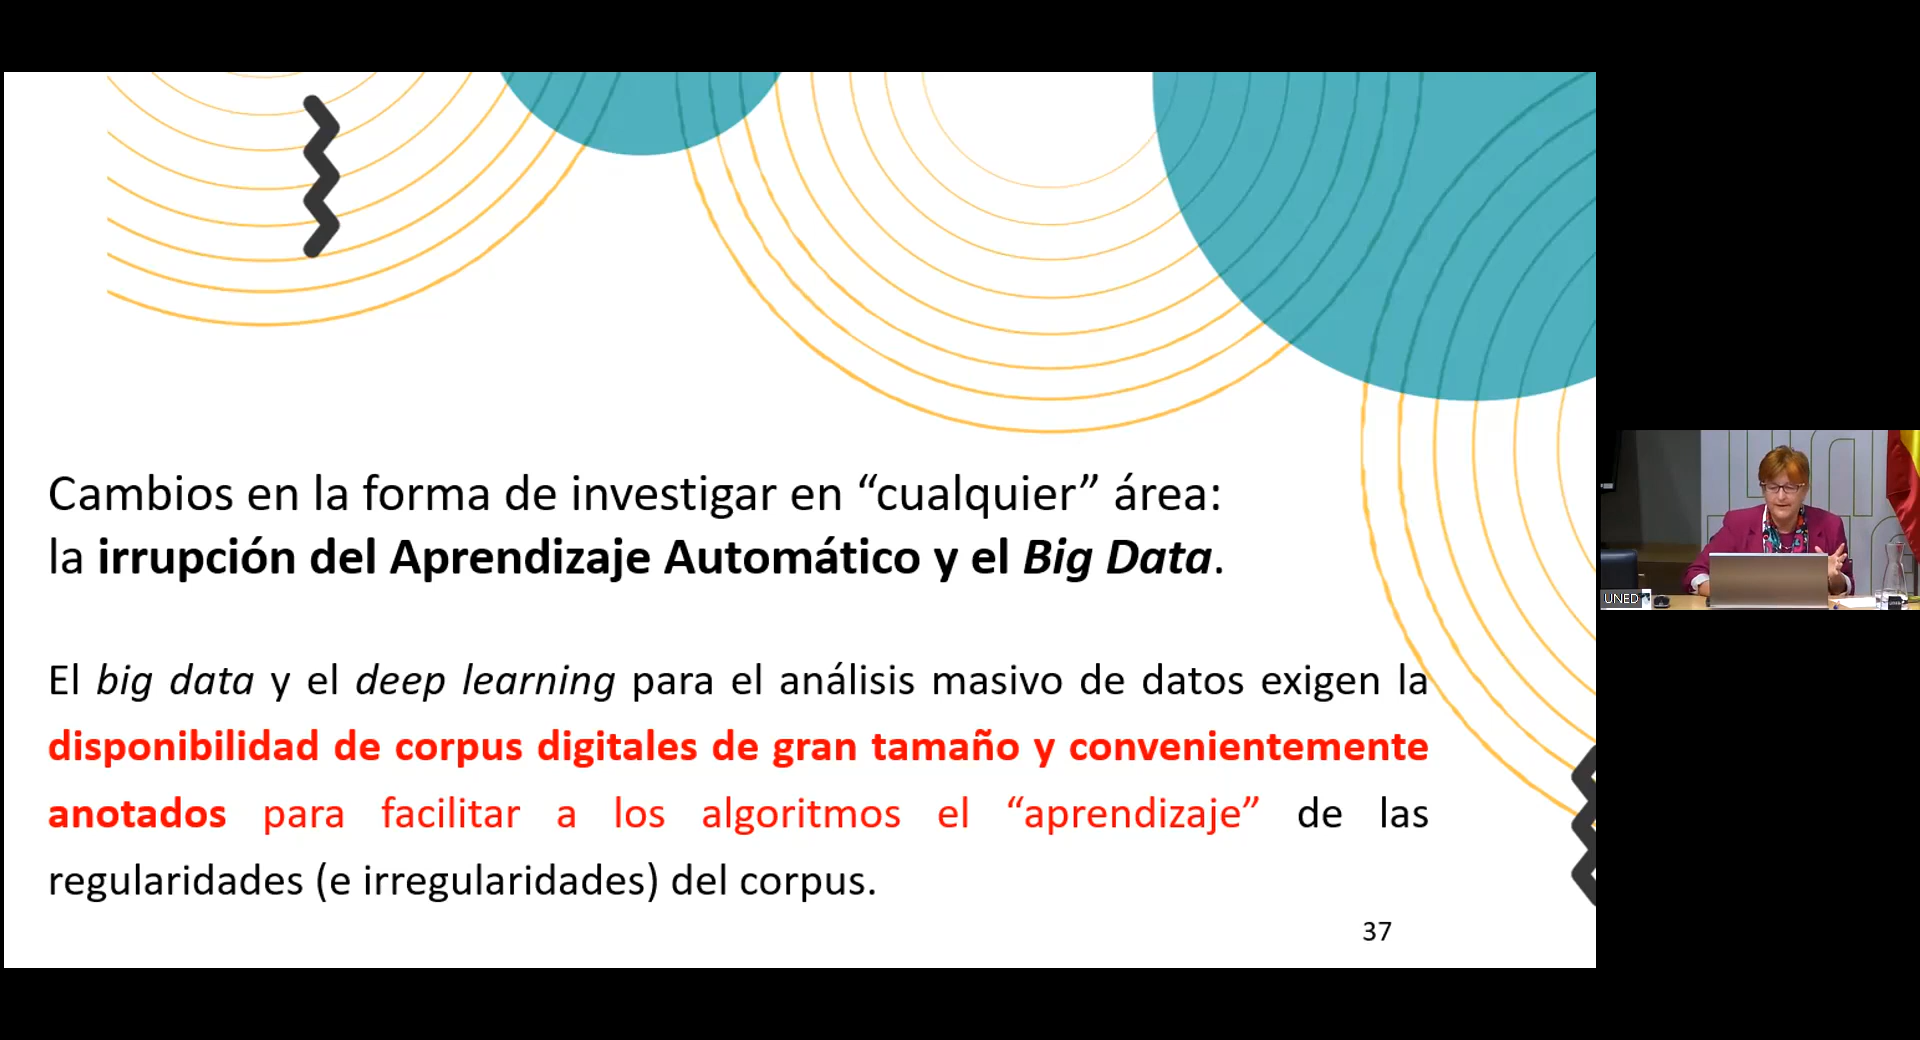 Cambios en la forma de investigar en “cualquier” área:
la irrupción del Aprendizaje Automático y el Big Data.
El big data y el deep learning para el análisis masivo de datos exigen la
disponibilidad de corpus digitales de gran tamaño y convenientemente
anotados para facilitar a los algoritmos el “aprendizaje” de las
regularidades (e irregularidades) del corpus.
37
UNED